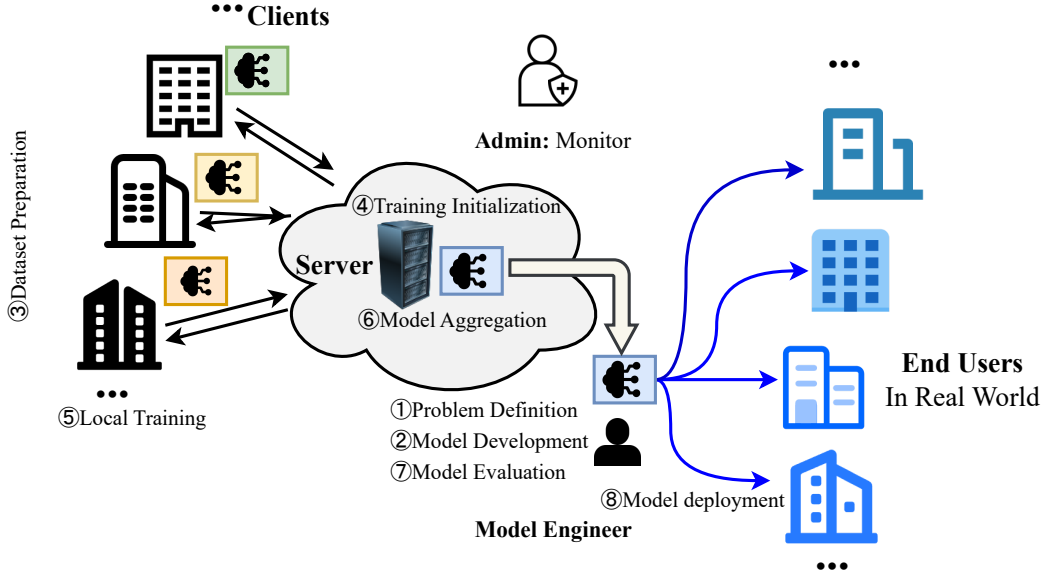 ••• Clients
③Dataset Preparation
•••
Admin: Monitor
④Training Initialization
Server
⑥Model Aggregation
•••
⑤Local Training
①Problem Definition
②Model Development
⑦Model Evaluation
End Users
In Real World
⑧Model deployment
Model Engineer
•••